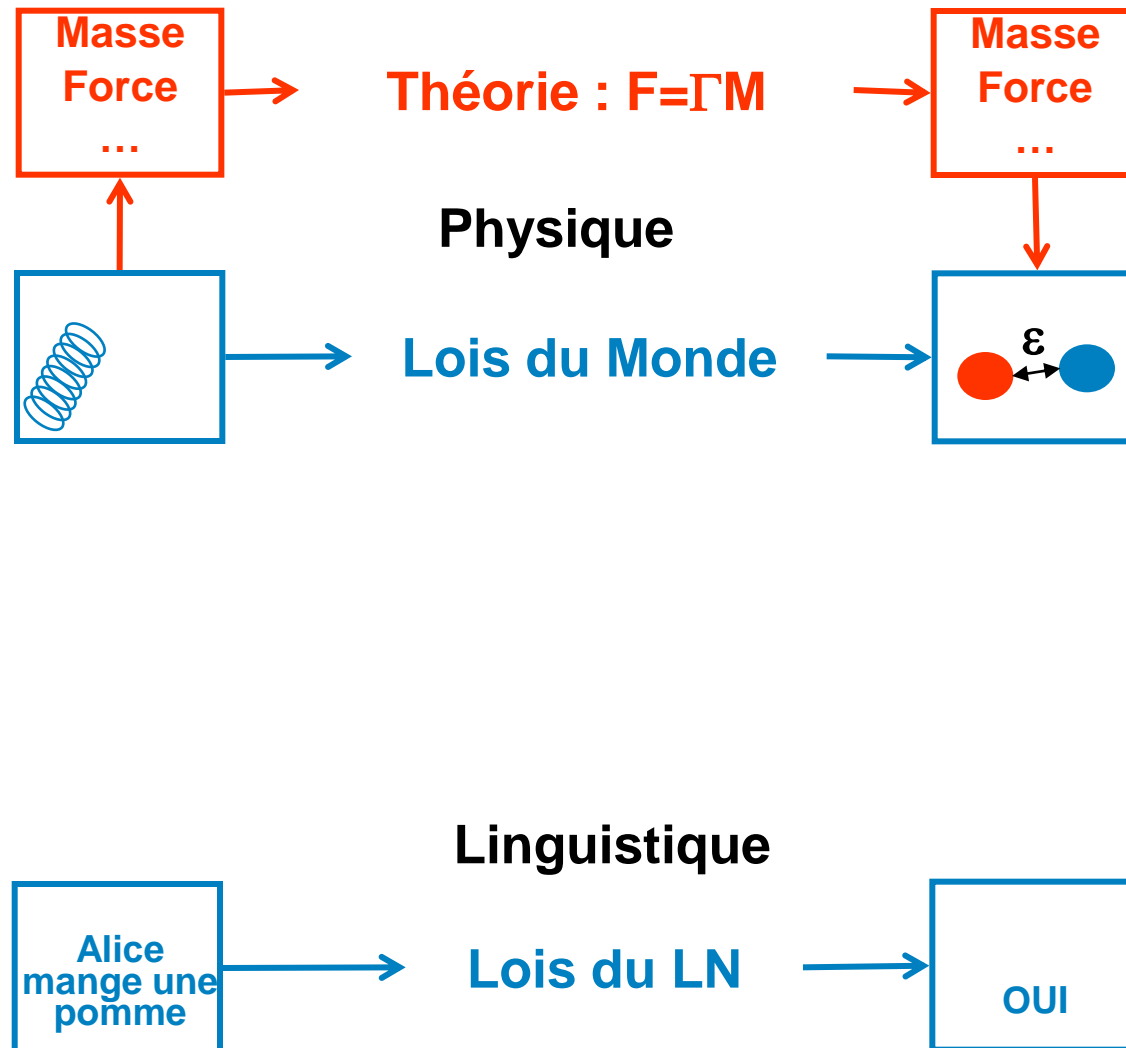 Masse
Force
...
Théorie : F=ΓM
Masse
Force
...
Physique
Lois du Monde
ε
Linguistique
Alice
mange une
pomme
Lois du LN
OUI